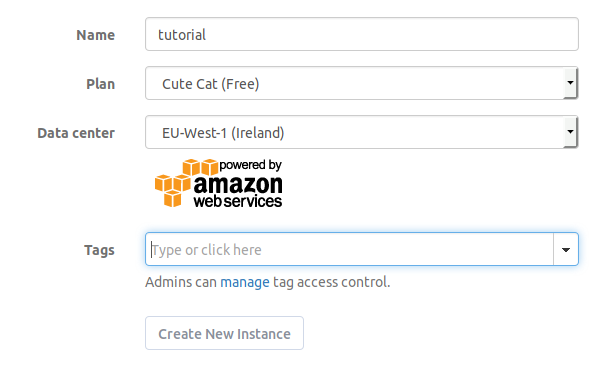 Name tutorial
Plan Cute Cat (Free)
Data center EU-West-1 (Ireland)
powered by
amazon
web services
Tags Type or click here
Admins can manage tag access control.
Create New Instance